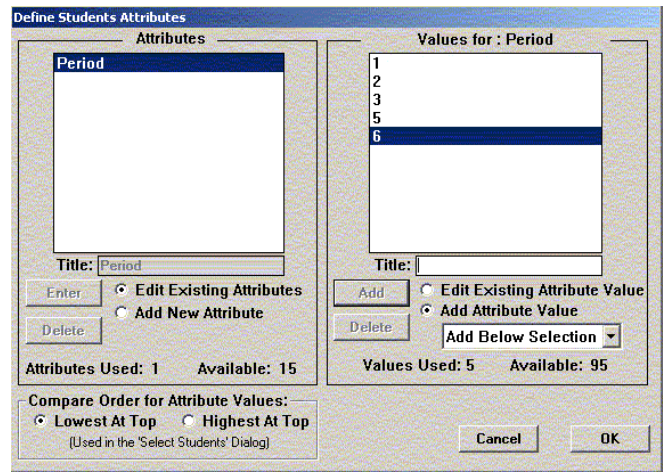 Define Students Attributes
Attributes
Period
Title: Period
Enter
Edit Existing Attributes
Add New Attribute
Delete
Attributes Used: 1 Available: 15
Values for : Period
1
2
3
5
6
Title:
Add
Edit Existing Attribute Value
Add Attribute Value
Delete
Add Below Selection
Values Used: 5 Available: 95
Compare Order for Attribute Values:
Lowest At Top Highest At Top
(Used in the 'Select Students' Dialog)
Cancel OK